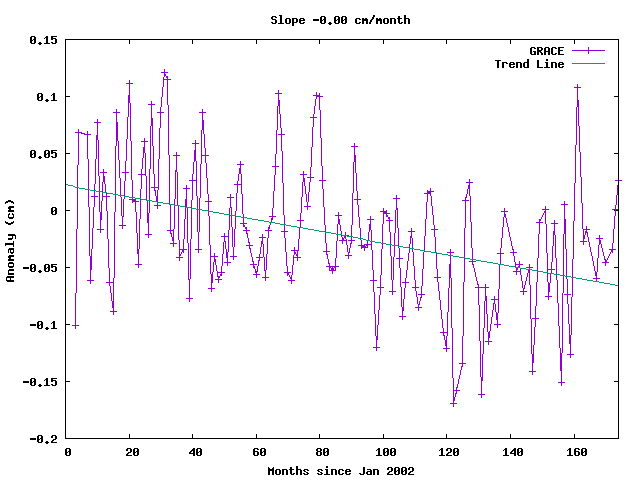 Slope -0.00 cm/month
GRACE
Trend Line
0.15
0.1
0.05
0
-0.05
-0.1
-0.15
-0.2
Anomaly (cm)
0 20 40 60 80 100 120 140 160
Months since Jan 2002